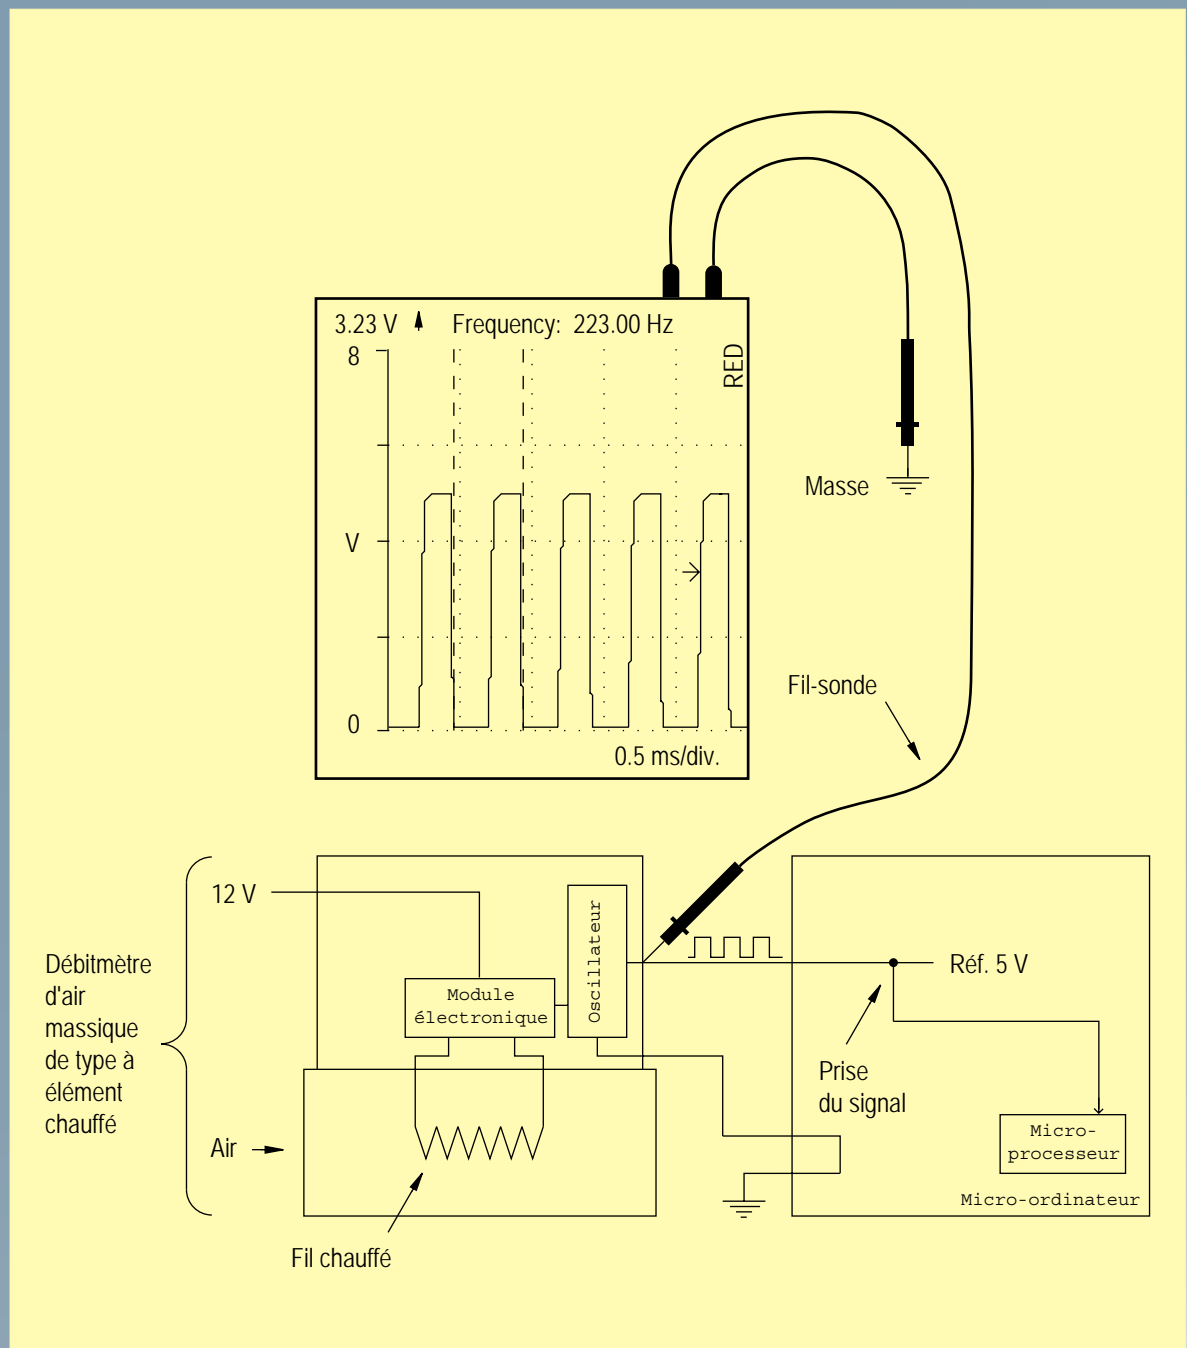 3.23 V Frequency: 223.00 Hz
8
RED
V
0
0.5 ms/div.
Masse
Fil-sonde
12 V
Oscillateur
Module
électronique
Réf. 5 V
Débitmètre
d'air
massique
de type à
élément
chauffé
Prise
du signal
Air
Micro-
processeur
Micro-ordinateur
Fil chauffé